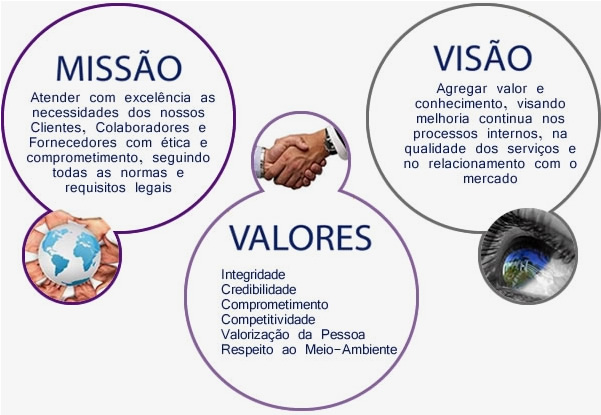 MISSÃO
Atender com excelência as
necessidades dos nossos
Clientes, Colaboradores e
Fornecedores com ética e
comprometimento, seguindo
todas as normas e
requisitos legais
VISÃO
Agregar valor e
conhecimento, visando
melhoria continua nos
processos internos, na
qualidade dos serviços e
no relacionamento com o
mercado
VALORES
Integridade
Credibilidade
Comprometimento
Competitividade
Valorização da Pessoa
Respeito ao Meio-Ambiente